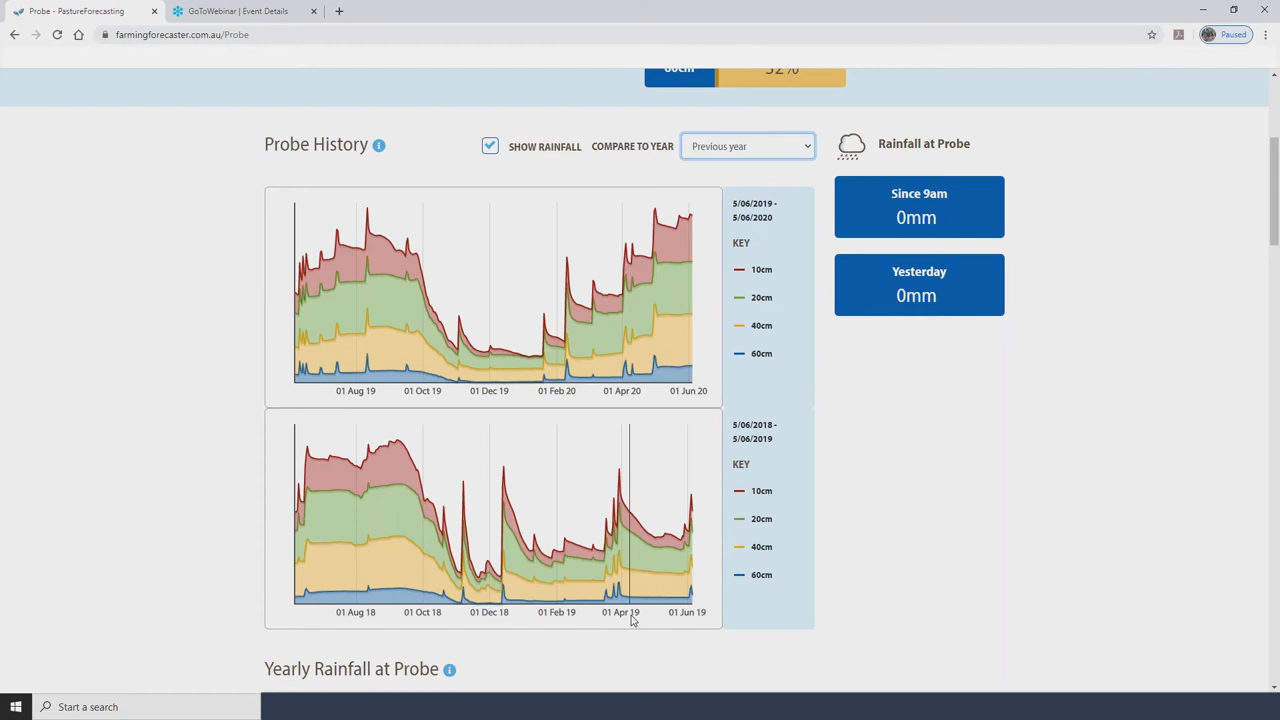 Probe - PastureForecasting
GoToWebinar | Event Details
farmingforecaster.com.au/Probe
Paused
60cm
52%
Probe History
SHOW RAINFALL
COMPARE TO YEAR
Previous year
Rainfall at Probe
Since 9am
0mm
Yesterday
0mm
5/06/2019 -
5/06/2020
KEY
10cm
20cm
40cm
60cm
01 Aug 19
01 Oct 19
01 Dec 19
01 Feb 20
01 Apr 20
01 Jun 20
5/06/2018 -
5/06/2019
KEY
10cm
20cm
40cm
60cm
01 Aug 18
01 Oct 18
01 Dec 18
01 Feb 19
01 Apr 19
01 Jun 19
Yearly Rainfall at Probe
Start a search